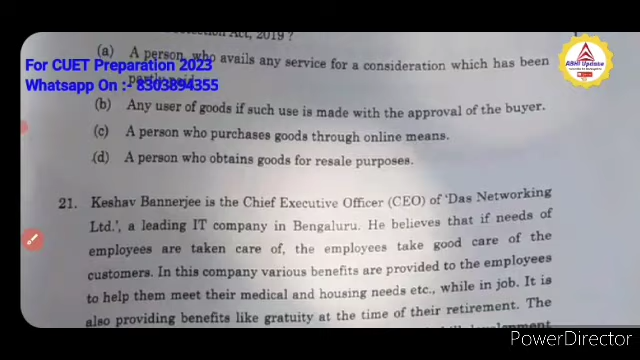 Protection Act, 2019 ?
(a) A person, who avails any service for a consideration which has been
partly paid.
For CUET Preparation 2023
Whatsapp On :- 8303894355
ABHI Update
(b) Any user of goods if such use is made with the approval of the buyer.
(c) A person who purchases goods through online means.
(d) A person who obtains goods for resale purposes.
21. Keshav Bannerjee is the Chief Executive Officer (CEO) of 'Das Networking
Ltd.', a leading IT company in Bengaluru. He believes that if needs of
employees are taken care of, the employees take good care of the
customers. In this company various benefits are provided to the employees
to help them meet their medical and housing needs etc., while in job. It is
also providing benefits like gratuity at the time of their retirement. The
PowerDirector